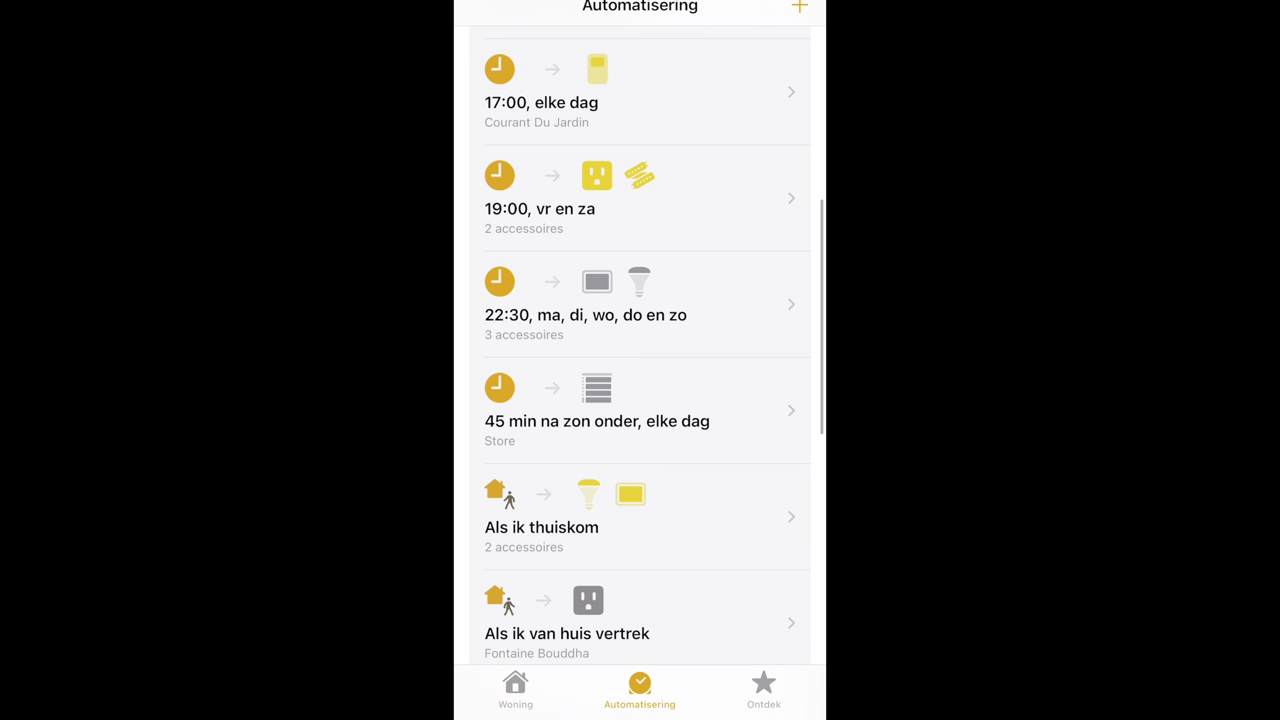 Automatisering
17:00, elke dag
Courant Du Jardin
19:00, vr en za
2 accessoires
22:30, ma, di, wo, do en zo
3 accessoires
45 min na zon onder, elke dag
Store
Als ik thuiskom
2 accessoires
Als ik van huis vertrek
Fontaine Bouddha
Woning
Automatisering
Ontdek